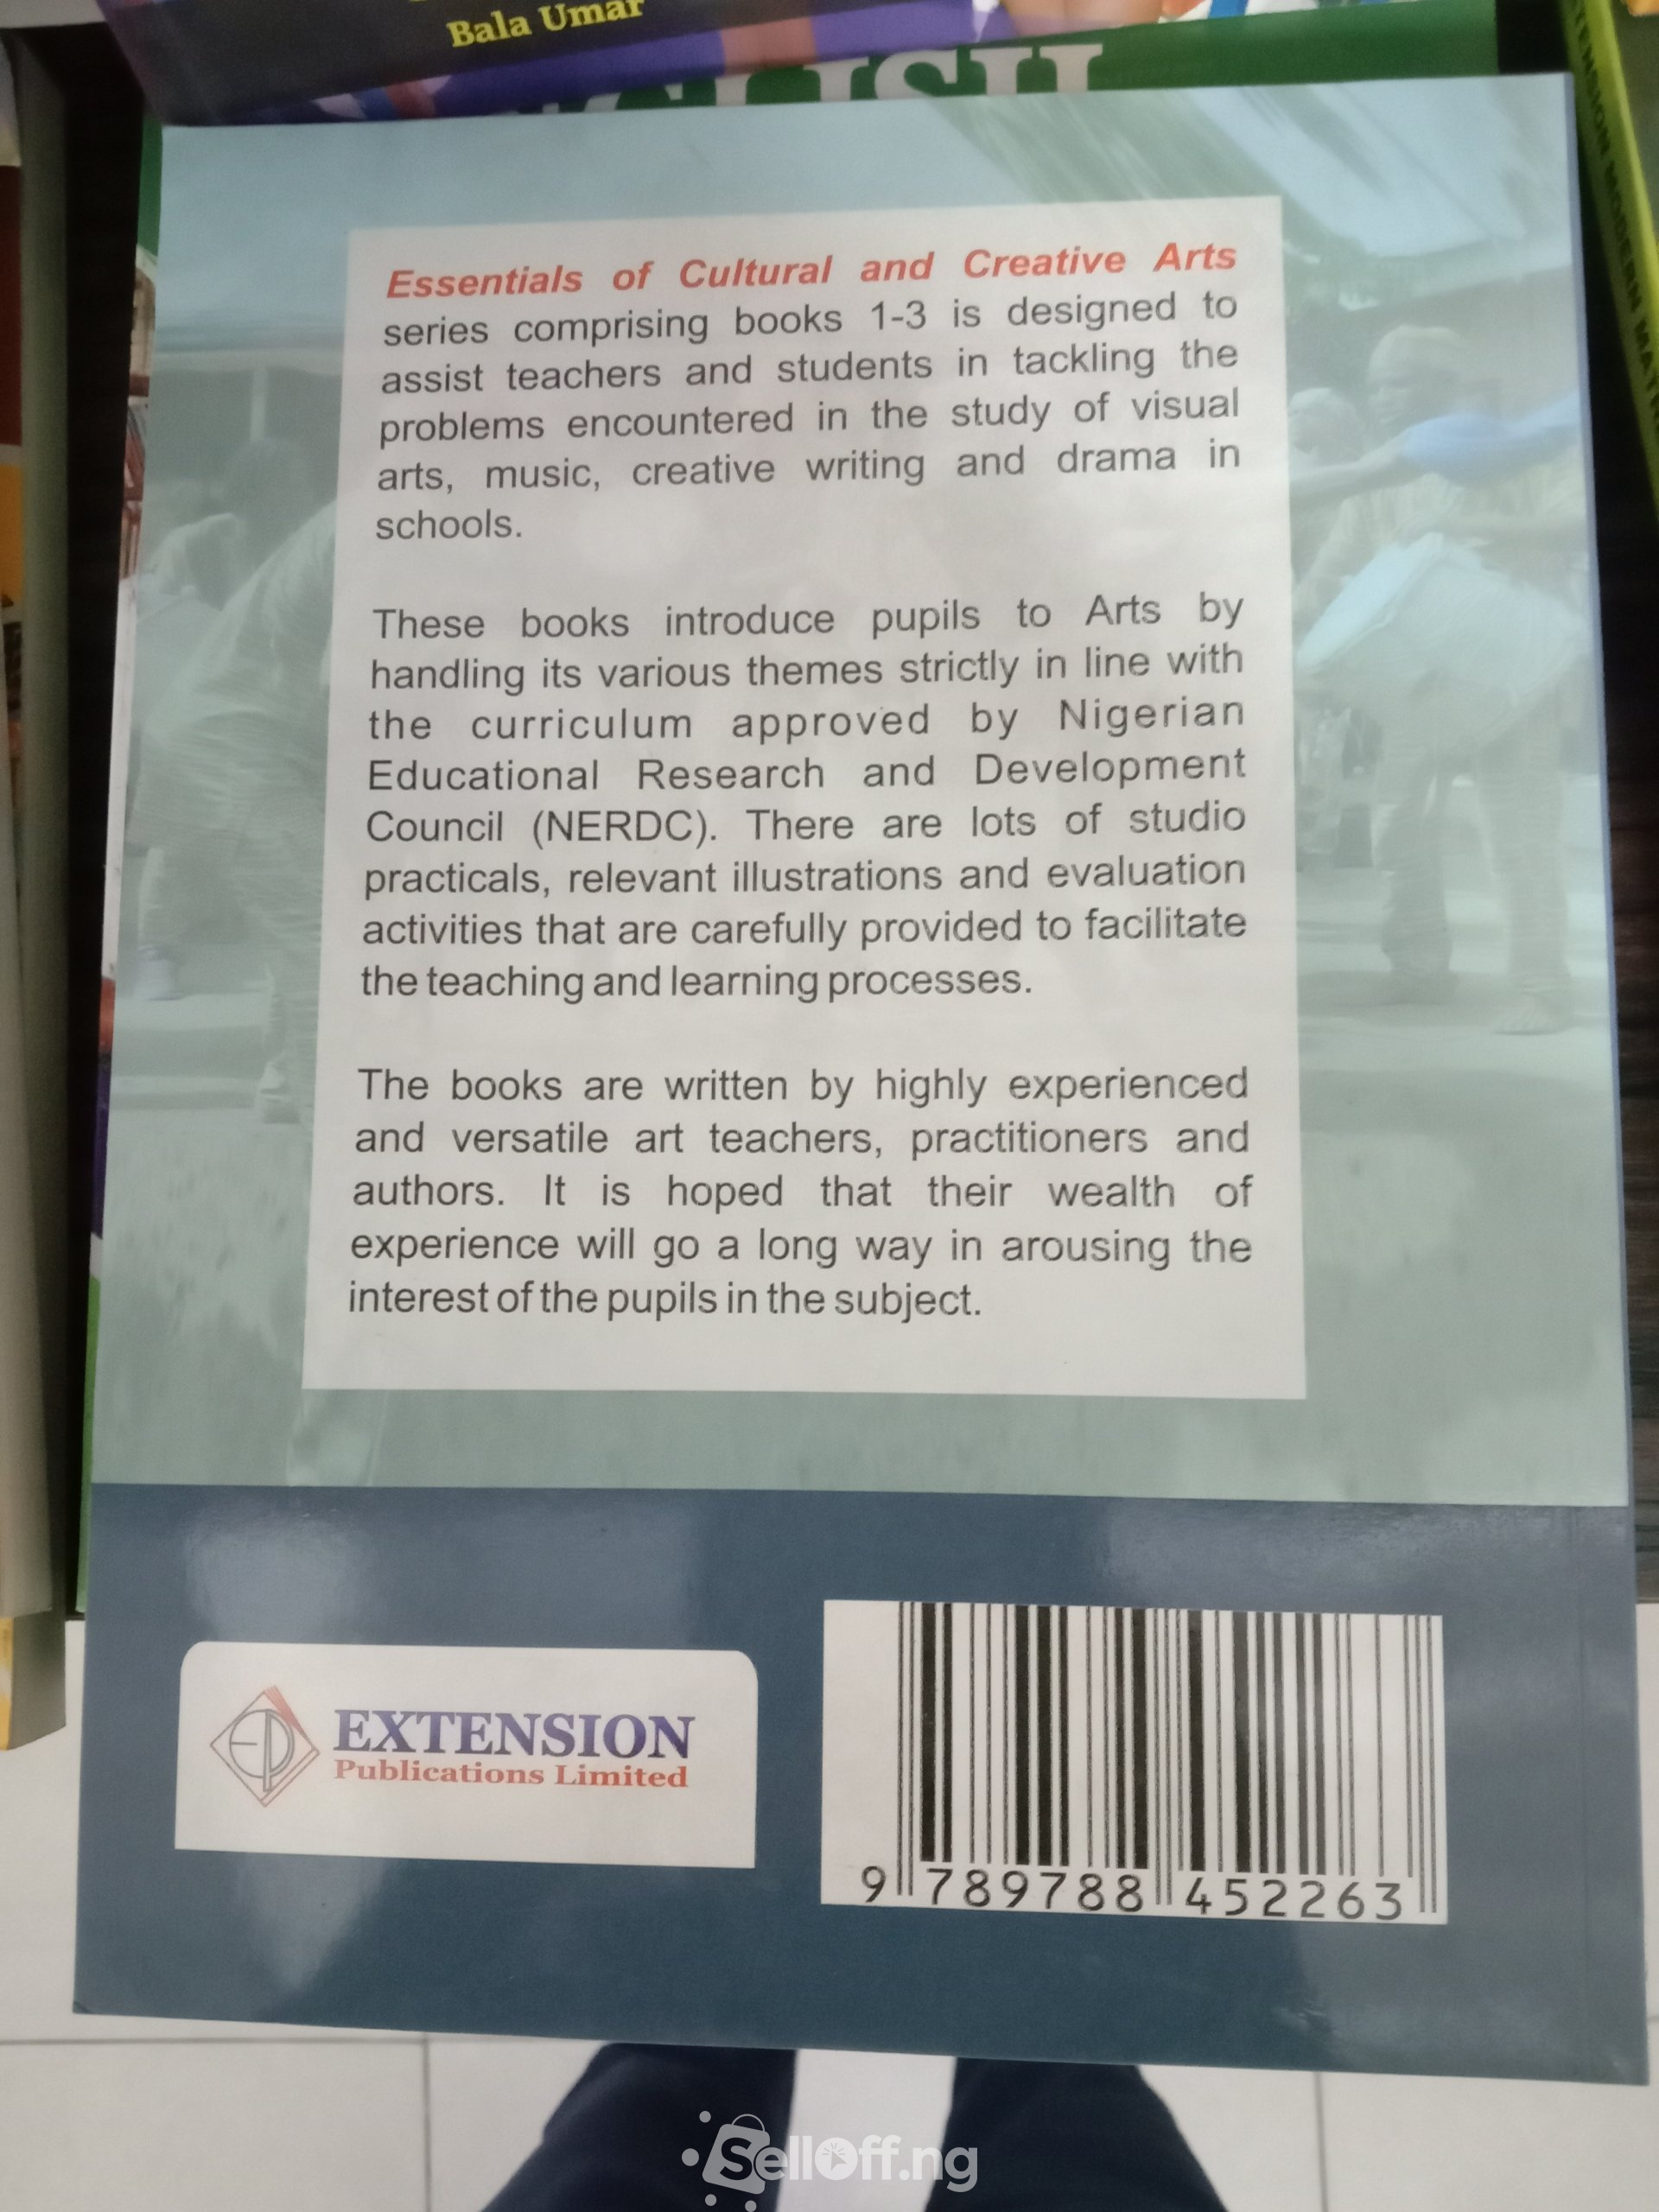 Bala Umar
Essentials of Cultural and Creative Arts
series comprising books 1-3 is designed to
assist teachers and students in tackling the
problems encountered in the study of visual
arts, music, creative writing and drama in
schools.
These books introduce pupils to Arts by
handling its various themes strictly in line with
the curriculum approved by Nigerian
Educational Research and Development
Council (NERDC). There are lots of studio
practicals, relevant illustrations and evaluation
activities that are carefully provided to facilitate
the teaching and learning processes.
The books are written by highly experienced
and versatile art teachers, practitioners and
authors. It is hoped that their wealth of
experience will go a long way in arousing the
interest of the pupils in the subject.
EXTENSION
Publications Limited
9 789788 452263
SellOff.ng